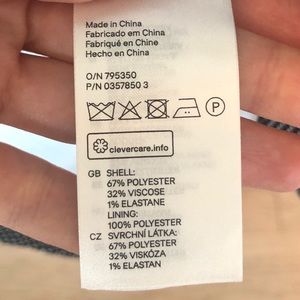 Made in China
Fabricado em China
Fabriqué en Chine
Hecho en China
O/N 795350
P/N 0357850 3
P
clevercare.info
GB SHELL:
67% POLYESTER
32% VISCOSE
1% ELASTANE
LINING:
100% POLYESTER
CZ SVRCHNÍ LÁTKA:
67% POLYESTER
32% VISKÓZA
1% ELASTAN